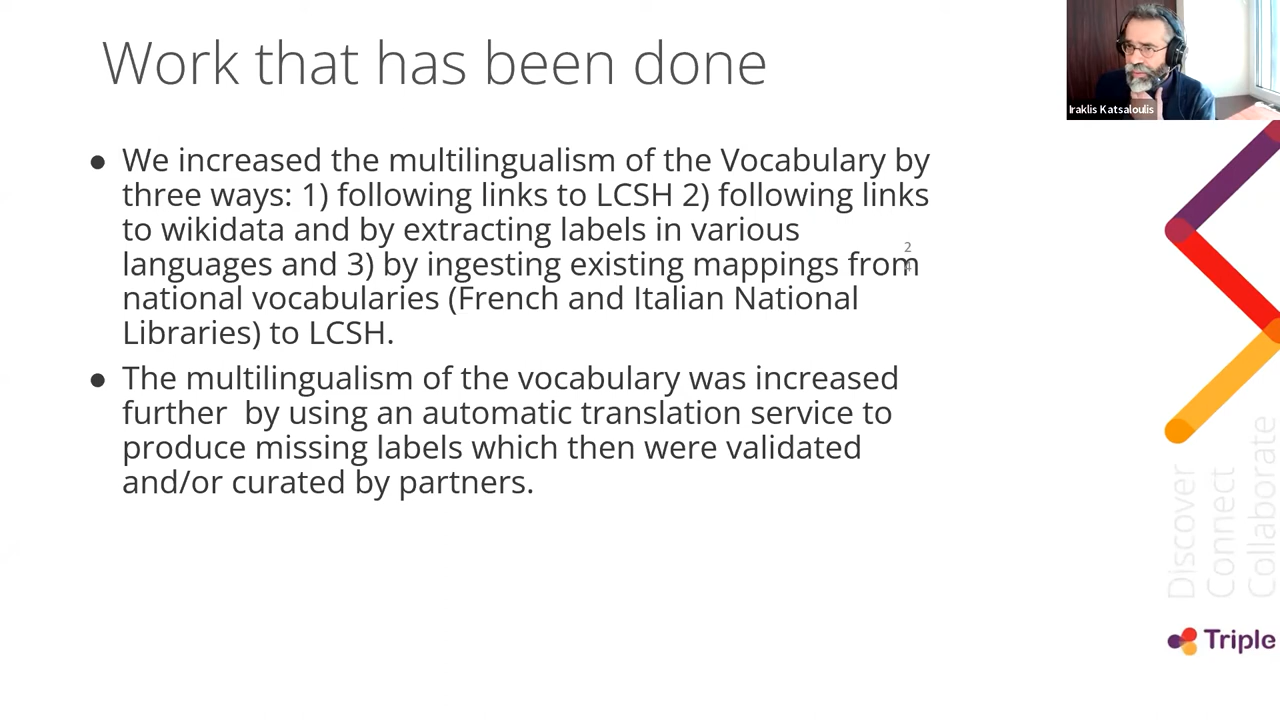 Work that has been done
Iraklis Katsaloulis
● We increased the multilingualism of the Vocabulary by
three ways: 1) following links to LCSH 2) following links
to wikidata and by extracting labels in various
languages and 3) by ingesting existing mappings from
national vocabularies (French and Italian National
Libraries) to LCSH.
● The multilingualism of the vocabulary was increased
further  by using an automatic translation service to
produce missing labels which then were validated
and/or curated by partners.
2
Discover
Connect
Collaborate
Triple